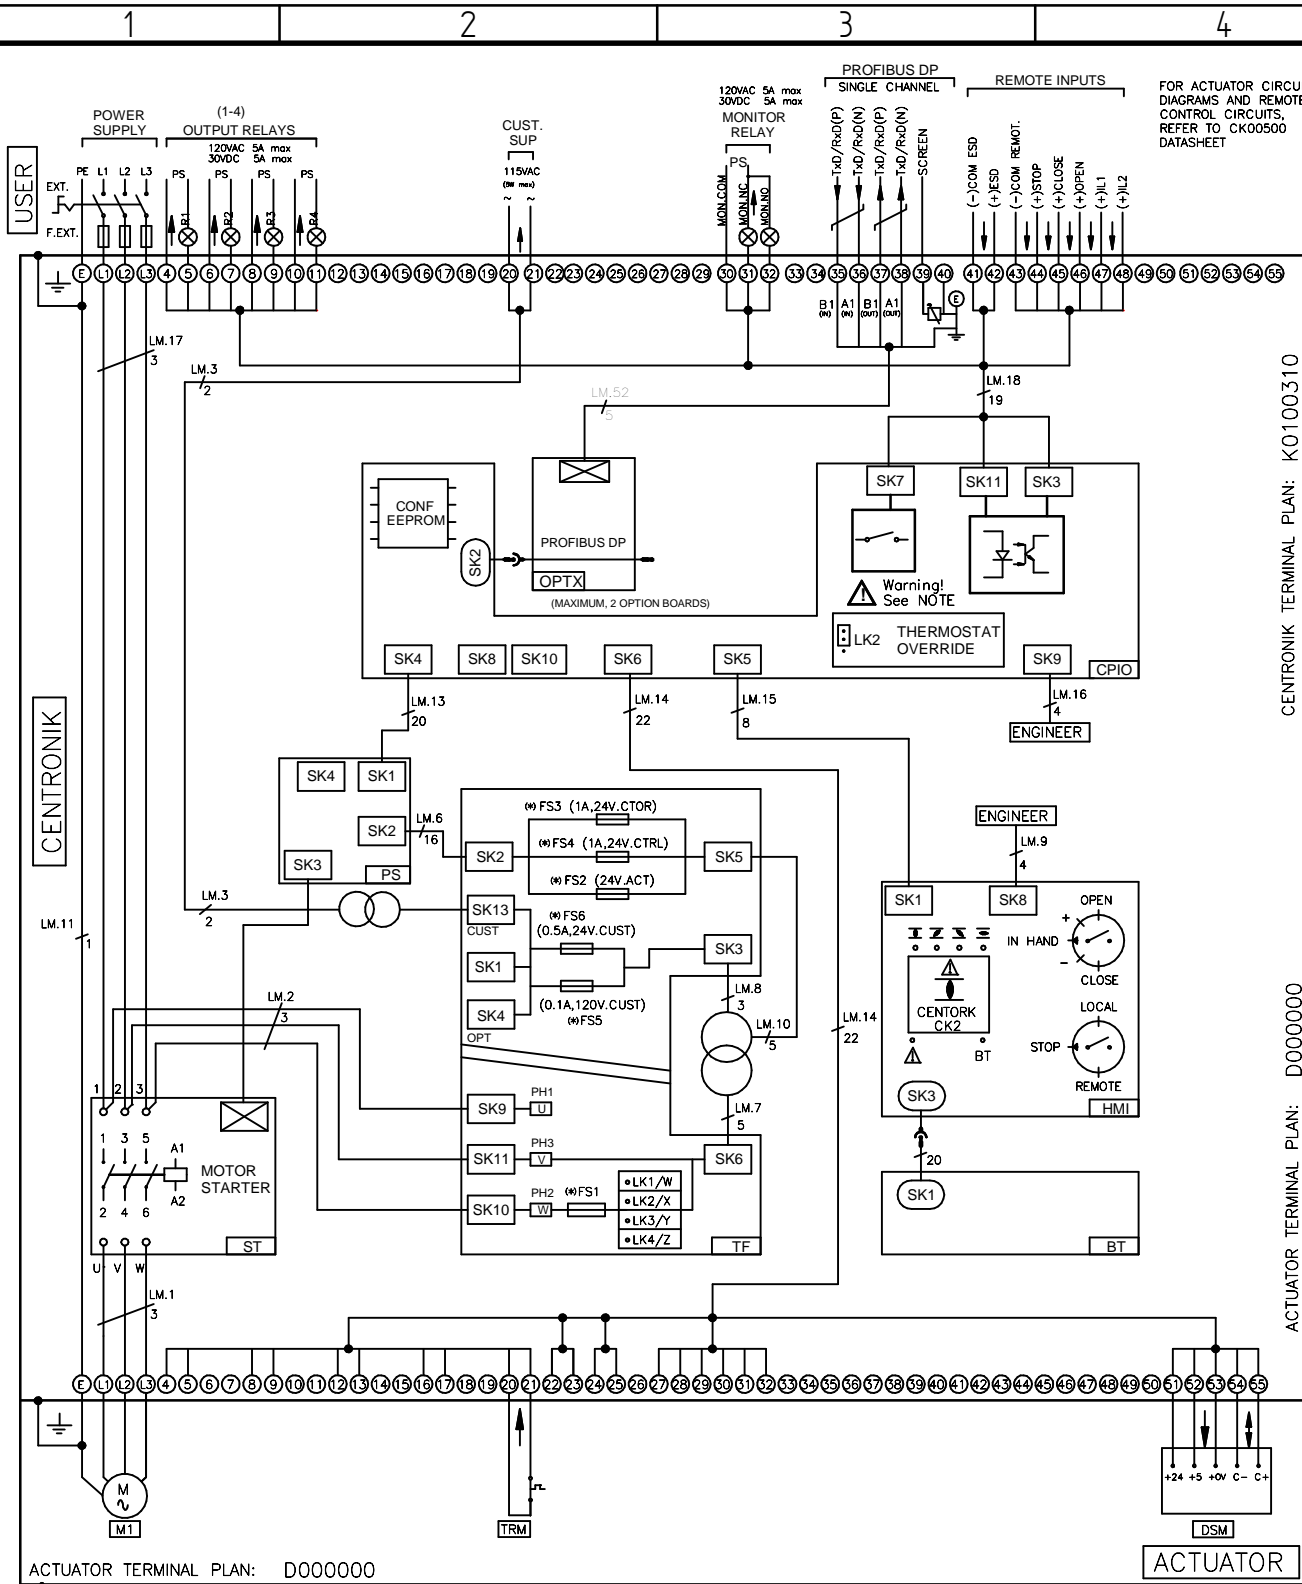 1 2 3 4
POWER
SUPPLY
(1-4)
OUTPUT RELAYS
120VAC 5A max
30VDC 5A max
CUST.
SUP
115VAC
(8W max)
~ ~
120VAC 5A max
30VDC 5A max
MONITOR
RELAY
PS
PROFIBUS DP
SINGLE CHANNEL
REMOTE INPUTS
FOR ACTUATOR CIRCU
DIAGRAMS AND REMOTE
CONTROL CIRCUITS,
REFER TO CK00500
DATASHEET
USER
EXT.
F.EXT.
PE L1 L2 L3
PS PS PS PS
R1 R2 R3 R4
MON.COM
MON.NC
MON.NO
TxD/RxD(P)
TxD/RxD(N)
TxD/RxD(P)
TxD/RxD(N)
SCREEN
(-)COM ESD
(+)ESD
(-)COM REMOT.
(+)STOP
(+)CLOSE
(+)OPEN
(+)IL1
(+)IL2
E L1 L2 L3 4 5 6 7 8 9 10 11 12 13 14 15 16 17 18 19 20 21 22 23 24 25 26 27 28 29 30 31 32 33 34 35 36 37 38 39 40 41 42 43 44 45 46 47 48 49 50 51 52 53 54 55
B1 A1 B1 A1
(IN) (IN) (OUT) (OUT)
E
LM.17
3
LM.3
2
LM.52
5
LM.18
19
CENTRONIK TERMINAL PLAN: K0100310
CONF
EEPROM
SK2
PROFIBUS DP
OPTX
(MAXIMUM, 2 OPTION BOARDS)
SK7
SK11
SK3
Warning!
See NOTE
LK2
THERMOSTAT
OVERRIDE
SK4
SK8
SK10
SK6
SK5
SK9
CPIO
LM.13
20
LM.14
22
LM.15
8
LM.16
4
ENGINEER
CENTRONIK
SK4
SK1
SK2
SK3
PS
LM.6
16
(*) FS3 (1A,24V.CTOR)
(*)FS4 (1A,24V.CTRL)
(*) FS2 (24V.ACT)
SK2
SK5
ENGINEER
LM.9
4
LM.3
2
LM.11
1
SK13
CUST
(*) FS6
(0.5A,24V.CUST)
SK1
SK3
SK4
OPT
(0.1A,120V.CUST)
(*)FS5
LM.8
3
LM.10
5
LM.14
22
LM.7
5
LM.2
3
SK1
SK8
OPEN
+
IN HAND
-
CLOSE
CENTORK
CK2
BT
LOCAL
STOP
REMOTE
SK3
HMI
20
SK1
BT
1 2 3
1 3 5
A1
A2
2 4 6
MOTOR
STARTER
ST
U V W
SK9
PH1
U
SK11
PH3
V
SK10
PH2
W
(*)FS1
LK1/W
LK2/X
LK3/Y
LK4/Z
SK6
TF
LM.1
3
ACTUATOR TERMINAL PLAN: D000000
E L1 L2 L3 4 5 6 7 8 9 10 11 12 13 14 15 16 17 18 19 20 21 22 23 24 25 26 27 28 29 30 31 32 33 34 35 36 37 38 39 40 41 42 43 44 45 46 47 48 49 50 51 52 53 54 55
M
M1
TRM
+24 +5 +0V C- C+
DSM
ACTUATOR TERMINAL PLAN: D000000
ACTUATOR